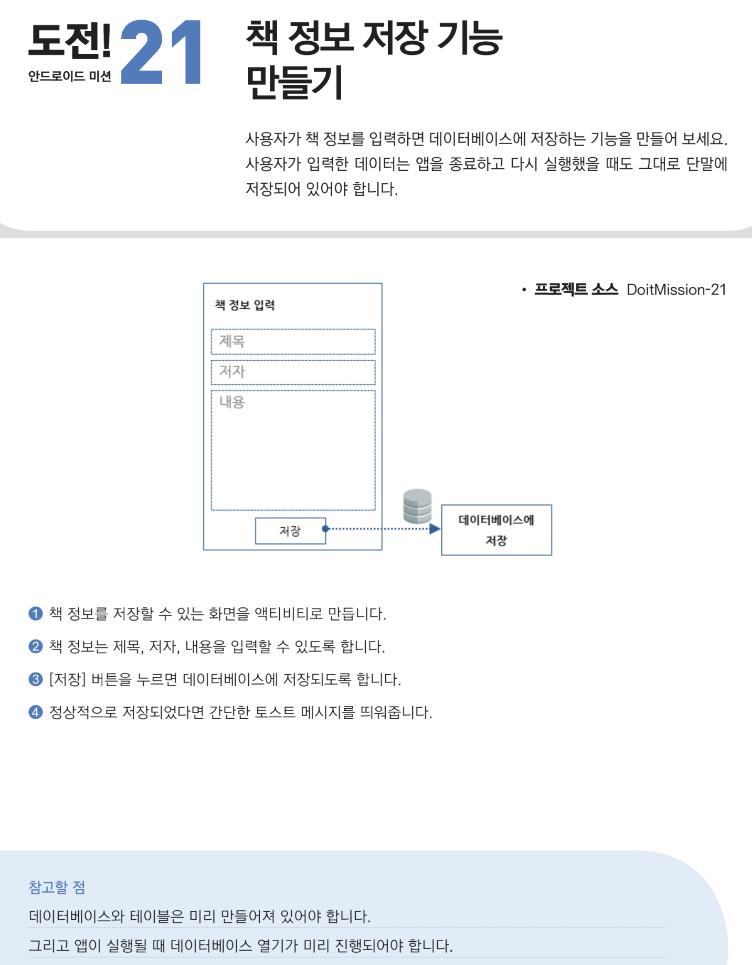 도전! 21
안드로이드 미션
책 정보 저장 기능
만들기
사용자가 책 정보를 입력하면 데이터베이스에 저장하는 기능을 만들어 보세요.
사용자가 입력한 데이터는 앱을 종료하고 다시 실행했을 때도 그대로 단말에
저장되어 있어야 합니다.
• 프로젝트 소스 DoitMission-21
책 정보 입력
제목
저자
내용
저장
데이터베이스에
저장
❶ 책 정보를 저장할 수 있는 화면을 액티비티로 만듭니다.
❷ 책 정보는 제목, 저자, 내용을 입력할 수 있도록 합니다.
❸ [저장] 버튼을 누르면 데이터베이스에 저장되도록 합니다.
❹ 정상적으로 저장되었다면 간단한 토스트 메시지를 띄워줍니다.
참고할 점
데이터베이스와 테이블은 미리 만들어져 있어야 합니다.
그리고 앱이 실행될 때 데이터베이스 열기가 미리 진행되어야 합니다.